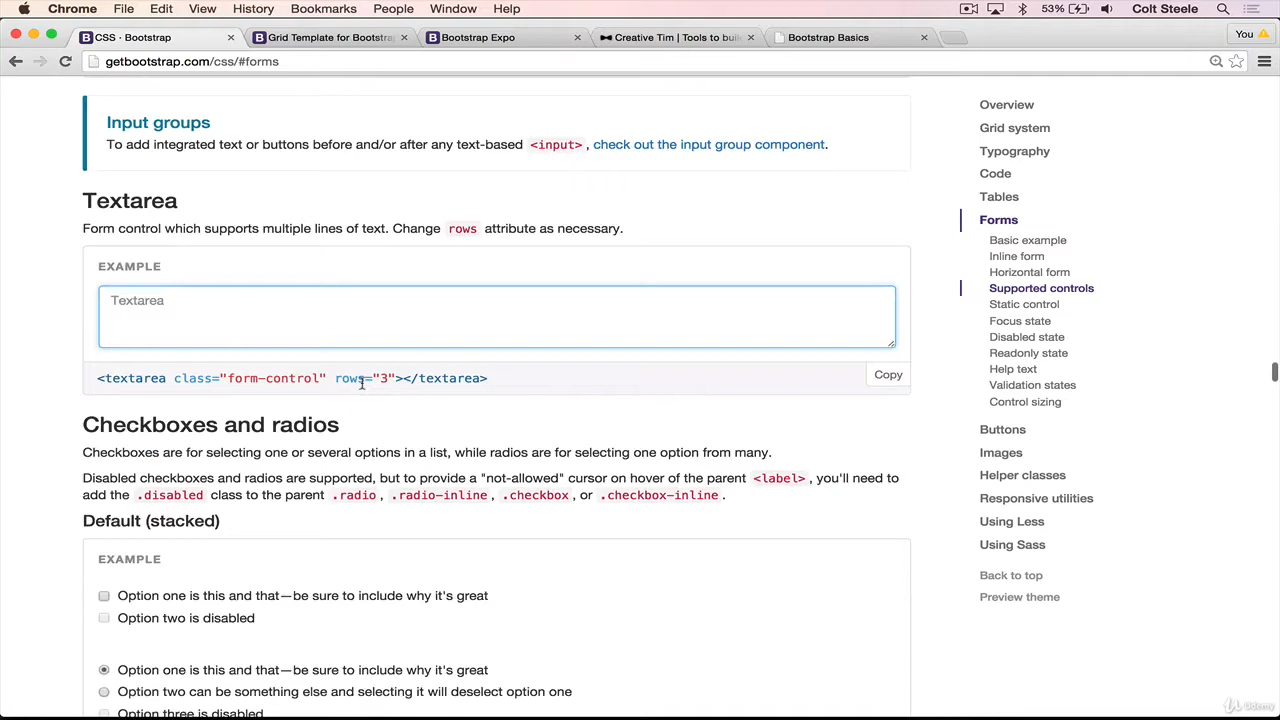 Chrome File Edit View History Bookmarks People Window Help 53% Colt Steele
CSS · Bootstrap Grid Template for Bootstrap Bootstrap Expo Creative Tim | Tools to buil Bootstrap Basics You
getbootstrap.com/css/#forms
Input groups
To add integrated text or buttons before and/or after any text-based <input>, check out the input group component.
Textarea
Form control which supports multiple lines of text. Change rows attribute as necessary.
EXAMPLE
Textarea
<textarea class="form-control" rows="3"></textarea>
Copy
Checkboxes and radios
Checkboxes are for selecting one or several options in a list, while radios are for selecting one option from many.
Disabled checkboxes and radios are supported, but to provide a "not-allowed" cursor on hover of the parent <label>, you'll need to
add the .disabled class to the parent .radio, .radio-inline, .checkbox, or .checkbox-inline.
Default (stacked)
EXAMPLE
Option one is this and that—be sure to include why it's great
Option two is disabled
Option one is this and that—be sure to include why it's great
Option two can be something else and selecting it will deselect option one
Option three is disabled
Overview
Grid system
Typography
Code
Tables
Forms
Basic example
Inline form
Horizontal form
Supported controls
Static control
Focus state
Disabled state
Readonly state
Help text
Validation states
Control sizing
Buttons
Images
Helper classes
Responsive utilities
Using Less
Using Sass
Back to top
Preview theme
Udemy